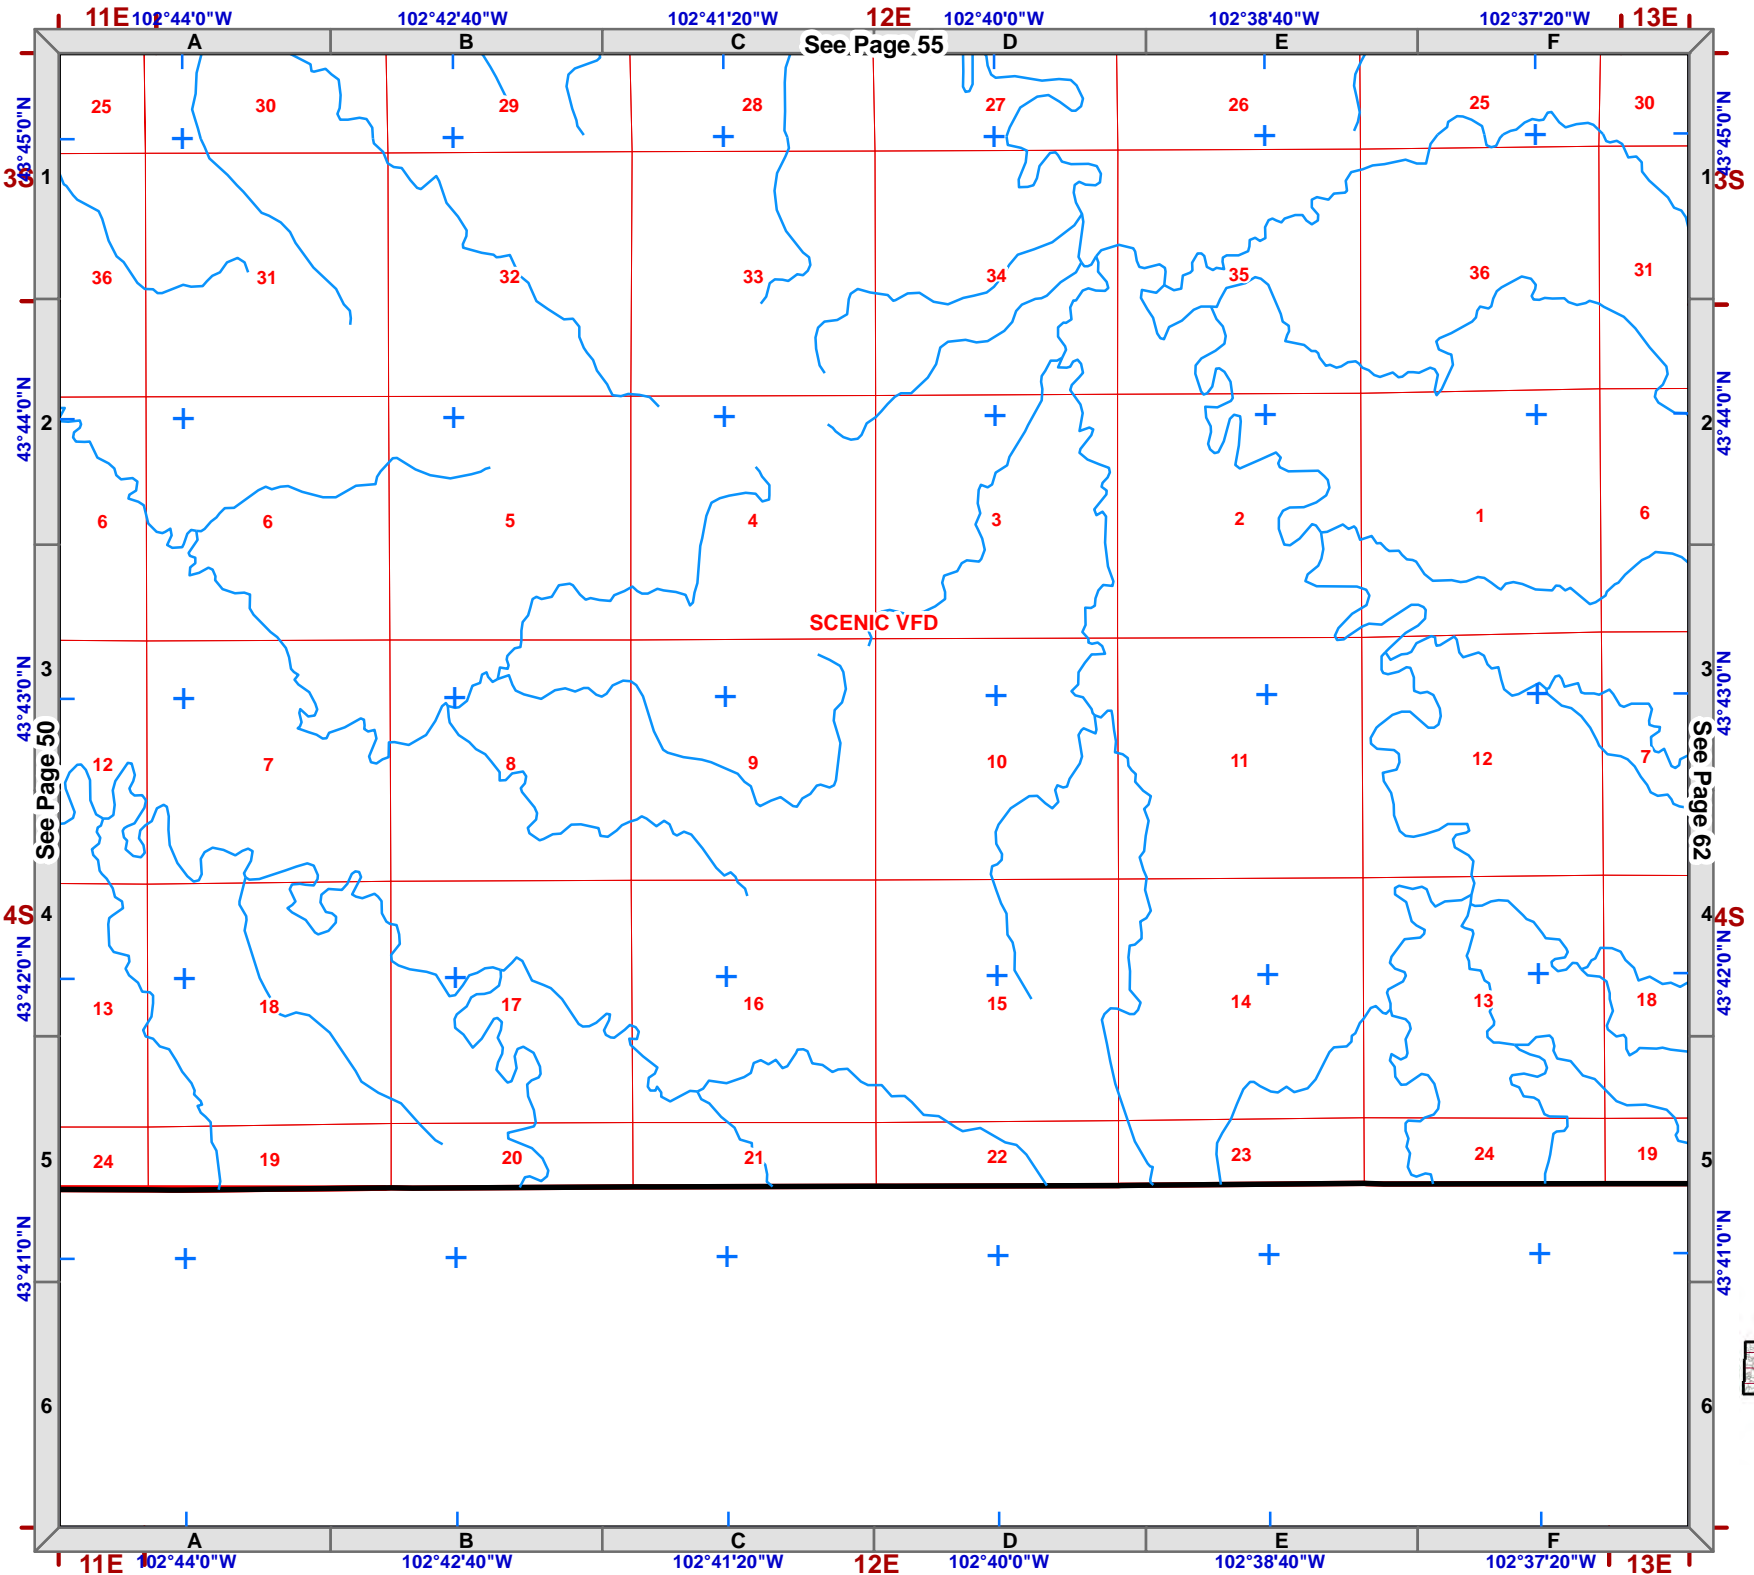 11E 102°44'0"W 102°42'40"W 102°41'20"W 12E 102°40'0"W 102°38'40"W 102°37'20"W 13E
A B C See Page 55 D E F
25 30 29 28 27 26 25 30
43°45'0"N 43°45'0"N
3S 1 1 3S
36 31 32 33 34 35 36 31
43°44'0"N 2 2 43°44'0"N
6 6 5 4 3 2 1 6
SCENIC VFD
43°43'0"N 3 3 43°43'0"N
See Page 50 See Page 62
12 7 8 9 10 11 12 7
4S 4 4 4S
43°42'0"N 43°42'0"N
13 18 17 16 15 14 13 18
5 24 19 20 21 22 23 24 19 5
43°41'0"N 43°41'0"N
6 6
A B C D E F
11E 102°44'0"W 102°42'40"W 102°41'20"W 12E 102°40'0"W 102°38'40"W 102°37'20"W 13E